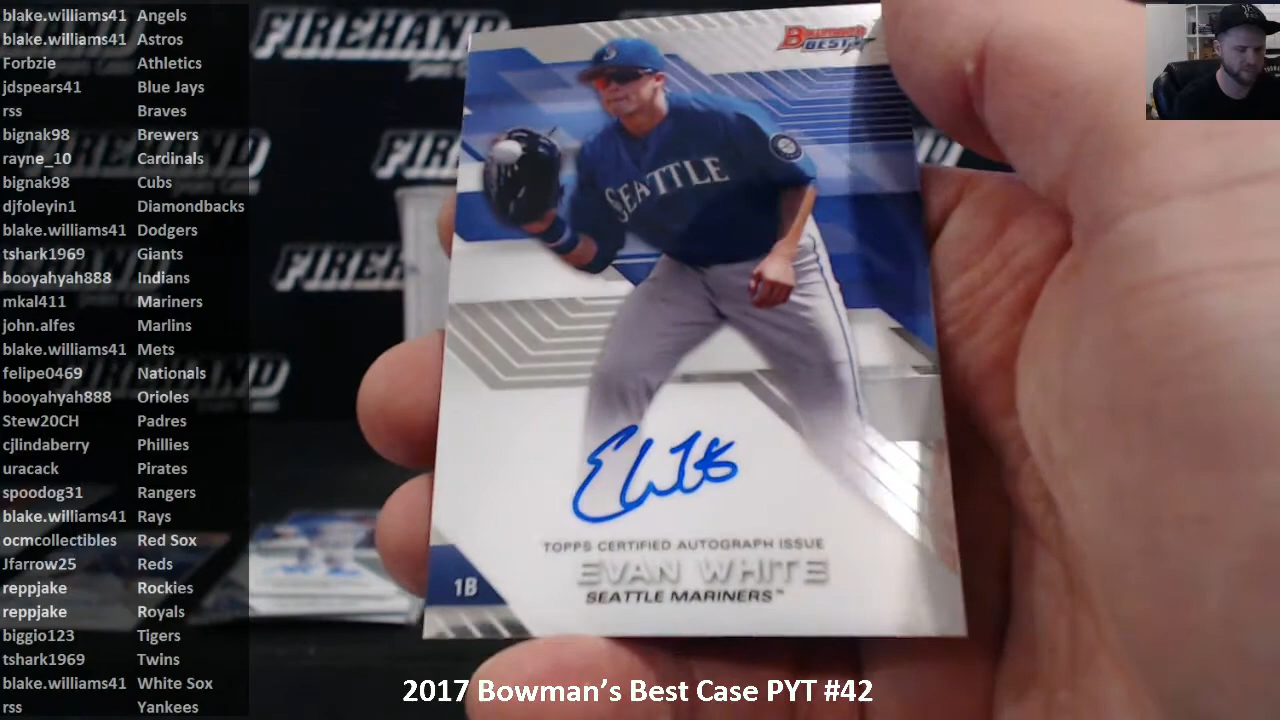 blake.williams41 Angels
blake.williams41 Astros
Forbzie Athletics
jdspears41 Blue Jays
rss Braves
bignak98 Brewers
rayne_10 Cardinals
bignak98 Cubs
djfoleyin1 Diamondbacks
blake.williams41 Dodgers
tshark1969 Giants
booyahyah888 Indians
mkal411 Mariners
john.alfes Marlins
blake.williams41 Mets
felipe0469 Nationals
booyahyah888 Orioles
Stew20CH Padres
cjlindaberry Phillies
uracack Pirates
spoodog31 Rangers
blake.williams41 Rays
ocmcollectibles Red Sox
Jfarrow25 Reds
reppjake Rockies
reppjake Royals
biggio123 Tigers
tshark1969 Twins
blake.williams41 White Sox
rss Yankees
FIREHAND
BOWMAN'S
BEST
SEATTLE
TOPPS CERTIFIED AUTOGRAPH ISSUE
EVAN WHITE
1B
SEATTLE MARINERS™
2017 Bowman's Best Case PYT #42